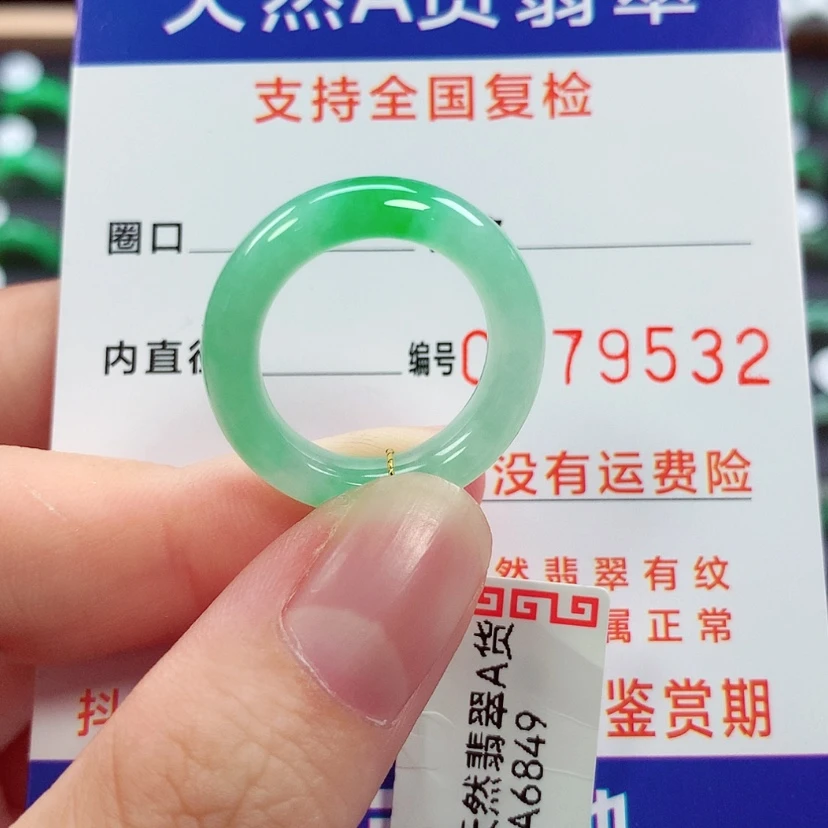 天然A货翡翠
支持全国复检
圈口
内直径
编号0 79532
没有运费险
然翡翠有纹
属正常
抖
鉴赏期
天然翡翠A货
A6849